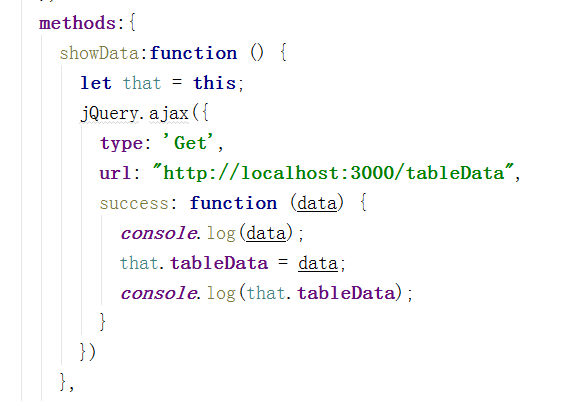 methods:{
showData:function () {
let that = this;
jQuery.ajax({
type: 'Get',
url: "http://localhost:3000/tableData",
success: function (data) {
console.log(data);
that.tableData = data;
console.log(that.tableData);
}
})
},